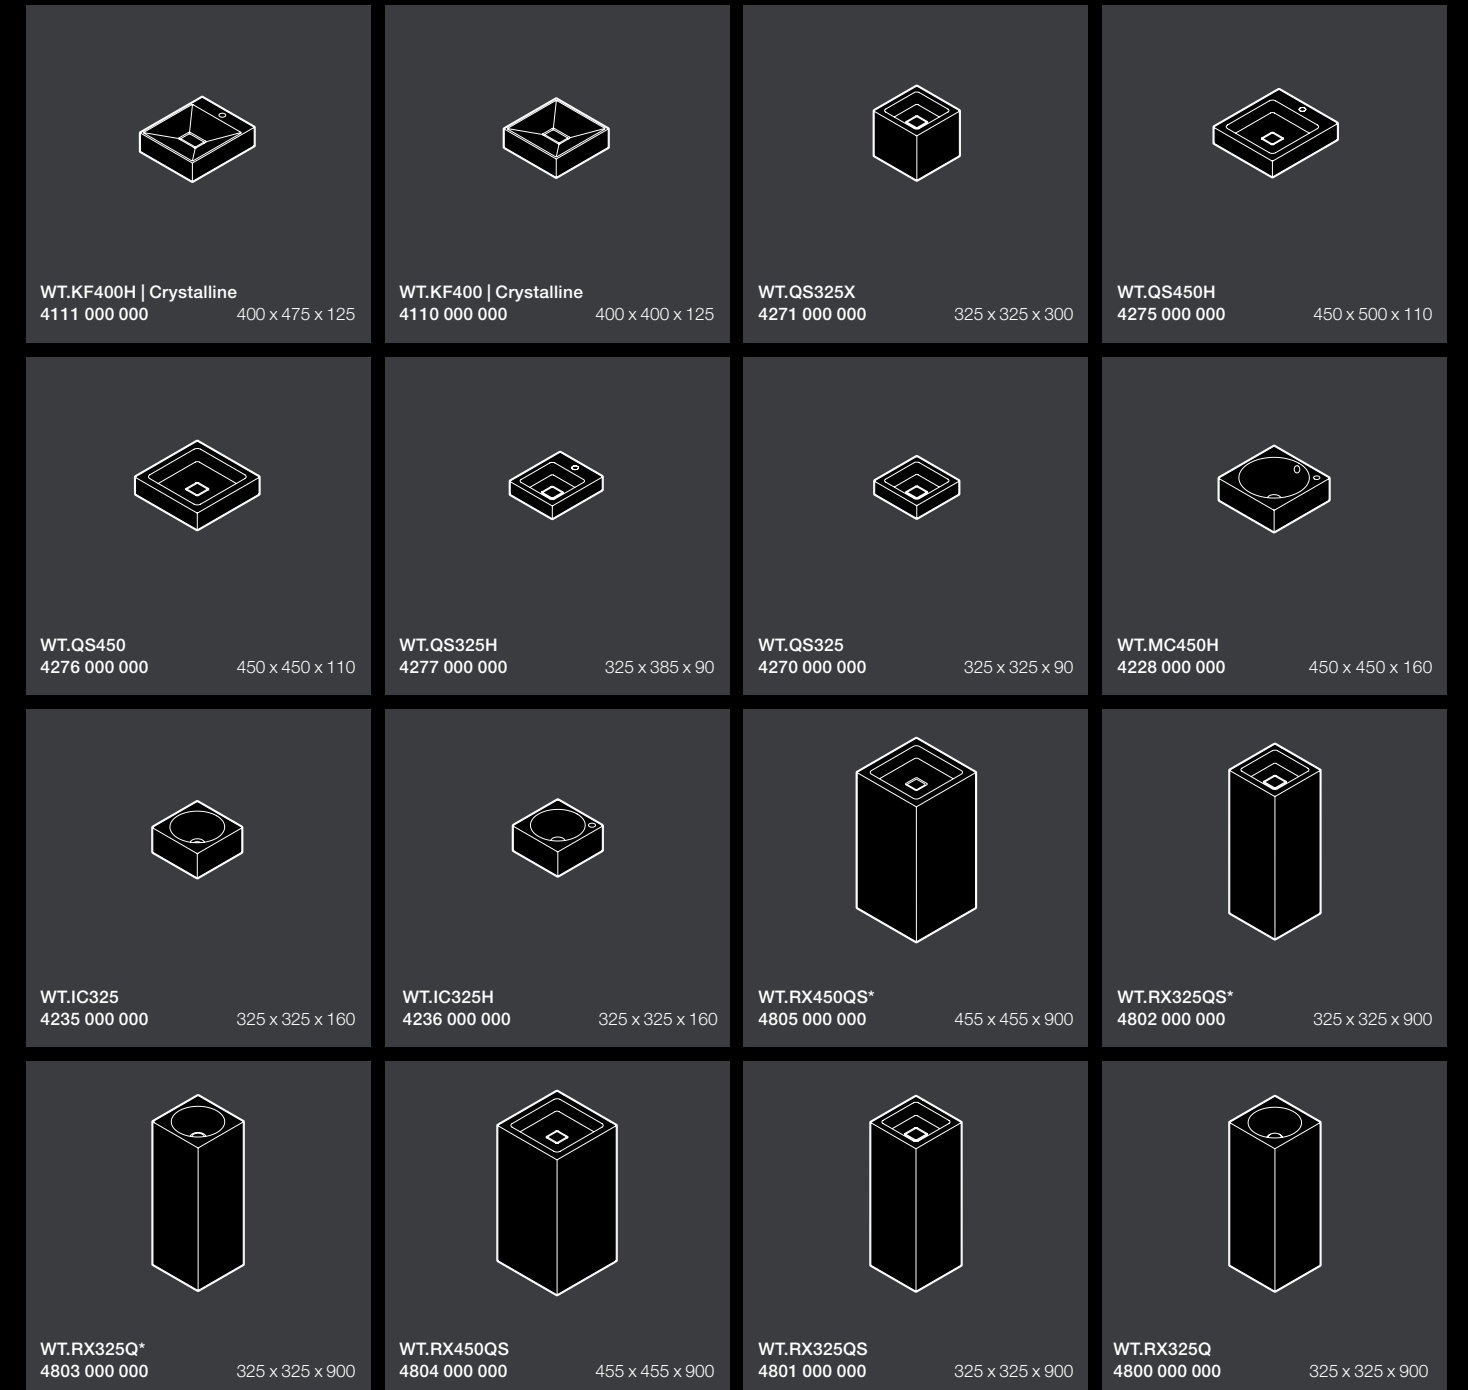 WT.KF400H | Crystalline
4111 000 000 400 x 475 x 125
WT.KF400 | Crystalline
4110 000 000 400 x 400 x 125
WT.QS325X
4271 000 000 325 x 325 x 300
WT.QS450H
4275 000 000 450 x 500 x 110
WT.QS450
4276 000 000 450 x 450 x 110
WT.QS325H
4277 000 000 325 x 385 x 90
WT.QS325
4270 000 000 325 x 325 x 90
WT.MC450H
4228 000 000 450 x 450 x 160
WT.IC325
4235 000 000 325 x 325 x 160
WT.IC325H
4236 000 000 325 x 325 x 160
WT.RX450QS*
4805 000 000 455 x 455 x 900
WT.RX325QS*
4802 000 000 325 x 325 x 900
WT.RX325Q*
4803 000 000 325 x 325 x 900
WT.RX450QS
4804 000 000 455 x 455 x 900
WT.RX325QS
4801 000 000 325 x 325 x 900
WT.RX325Q
4800 000 000 325 x 325 x 900